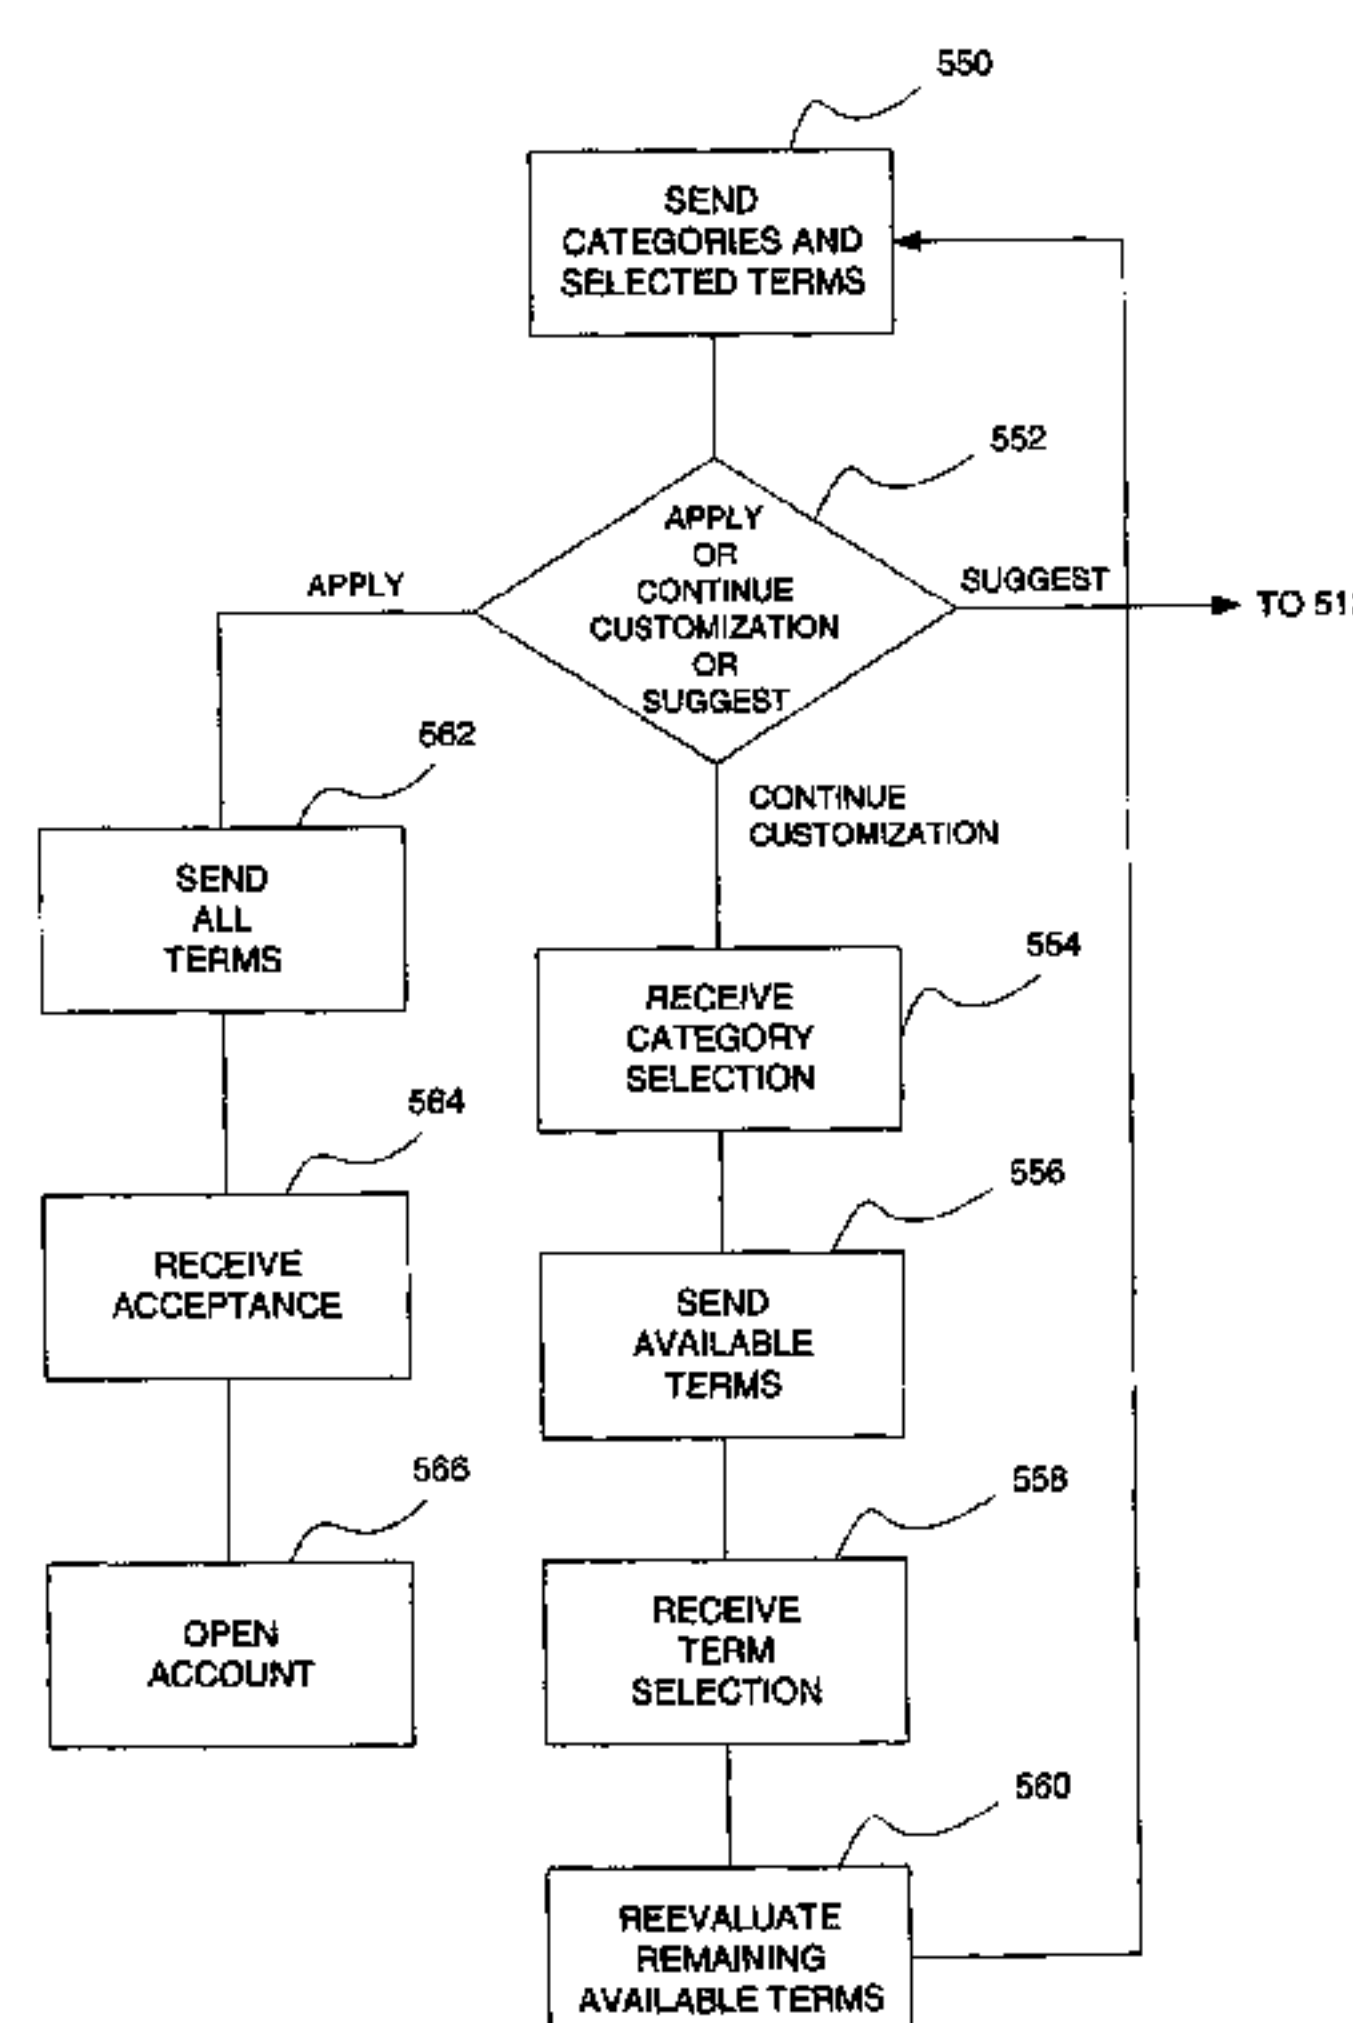 550
SEND
CATEGORIES AND
SELECTED TERMS
552
APPLY
OR
CONTINUE
CUSTOMIZATION
OR
SUGGEST
APPLY
SUGGEST
TO
CONTINUE
CUSTOMIZATION
562
SEND
ALL
TERMS
554
RECEIVE
CATEGORY
SELECTION
564
RECEIVE
ACCEPTANCE
556
SEND
AVAILABLE
TERMS
566
OPEN
ACCOUNT
558
RECEIVE
TERM
SELECTION
560
REEVALUATE
REMAINING
AVAILABLE TERMS